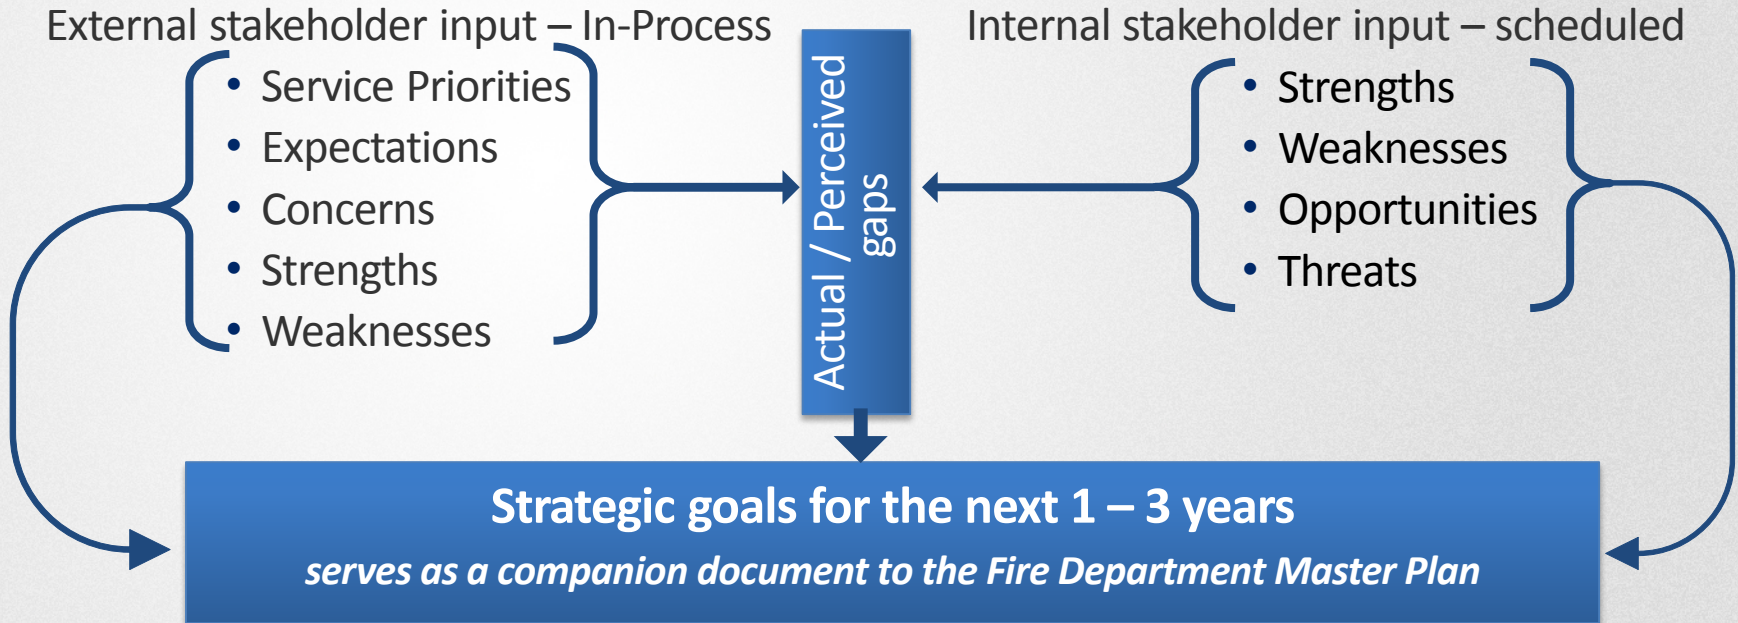 External stakeholder input – In-Process
• Service Priorities
• Expectations
• Concerns
• Strengths
• Weaknesses
Actual / Perceived
gaps
Internal stakeholder input – scheduled
• Strengths
• Weaknesses
• Opportunities
• Threats
Strategic goals for the next 1 – 3 years
serves as a companion document to the Fire Department Master Plan